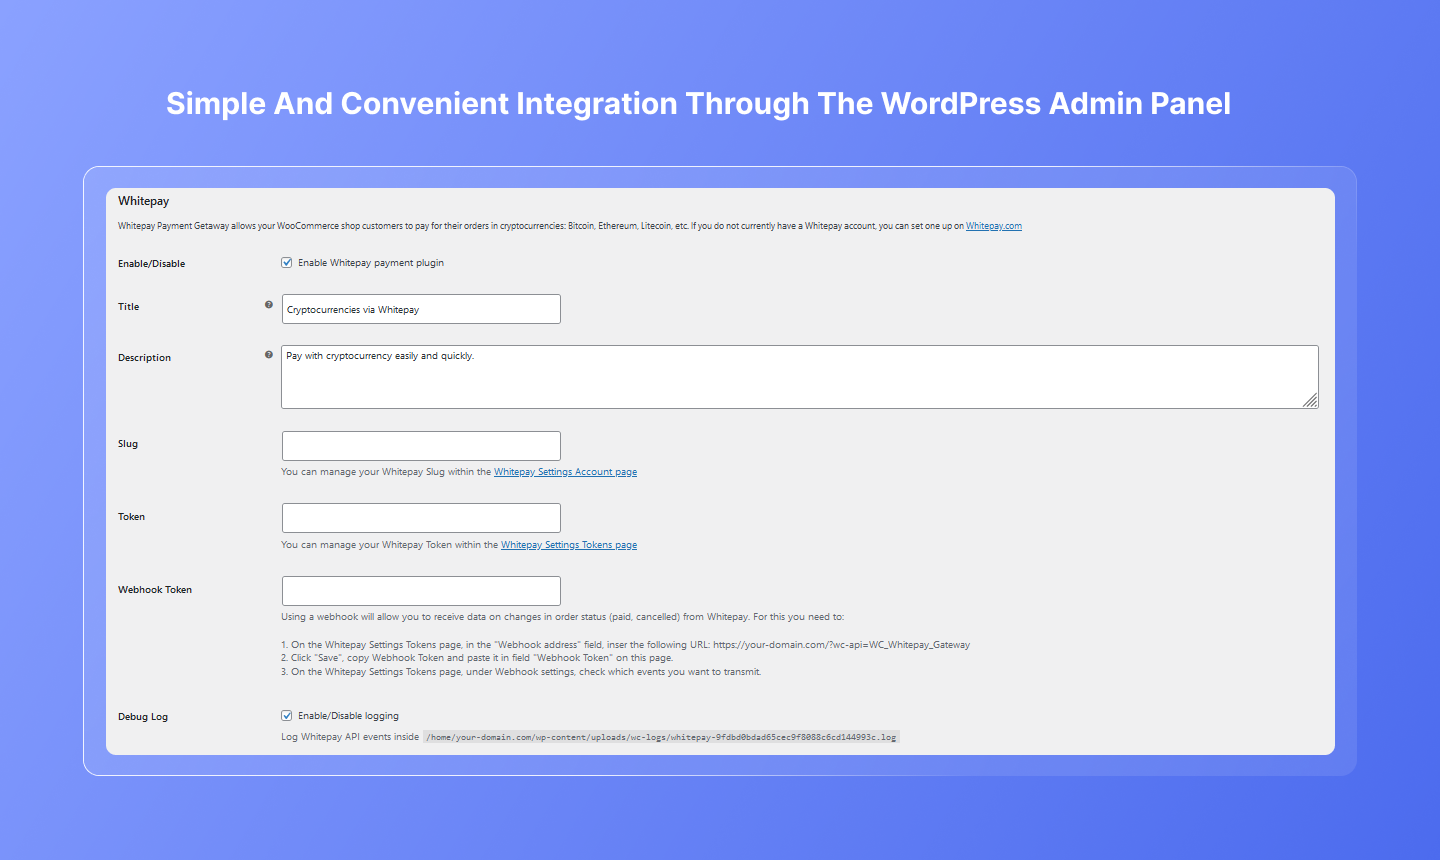 Simple And Convenient Integration Through The WordPress Admin Panel
Whitepay
Whitepay Payment Getaway allows your WooCommerce shop customers to pay for their orders in cryptocurrencies: Bitcoin, Ethereum, Litecoin, etc. If you do not currently have a Whitepay account, you can set one up on Whitepay.com
Enable/Disable
Enable Whitepay payment plugin
Title
Cryptocurrencies via Whitepay
Description
Pay with cryptocurrency easily and quickly.
Slug
You can manage your Whitepay Slug within the Whitepay Settings Account page
Token
You can manage your Whitepay Token within the Whitepay Settings Tokens page
Webhook Token
Using a webhook will allow you to receive data on changes in order status (paid, cancelled) from Whitepay. For this you need to:
1. On the Whitepay Settings Tokens page, in the "Webhook address" field, inser the following URL: https://your-domain.com/?wc-api=WC_Whitepay_Gateway
2. Click "Save", copy Webhook Token and paste it in field "Webhook Token" on this page.
3. On the Whitepay Settings Tokens page, under Webhook settings, check which events you want to transmit.
Debug Log
Enable/Disable logging
Log Whitepay API events inside /home/your-domain.com/wp-content/uploads/wc-logs/whitepay-9fdbd0bdad65cec9f8088c6cd144993c.log